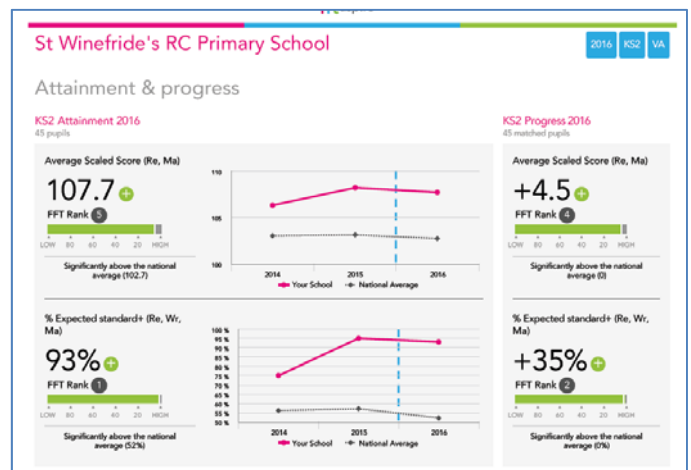 St Winefride's RC Primary School
2016 KS2 VA
Attainment & progress
KS2 Attainment 2016
45 pupils
KS2 Progress 2016
45 matched pupils
Average Scaled Score (Re, Ma)
107.7
FFT Rank 5
LOW 80 60 40 20 HIGH
Significantly above the national
average (102.7)
110
105
100
2014 2015 2016
Your School National Average
Average Scaled Score (Re, Ma)
+4.5
FFT Rank 4
LOW 80 60 40 20 HIGH
Significantly above the national
average (0)
% Expected standard+ (Re, Wr,
Ma)
93%
FFT Rank 1
LOW 80 60 40 20 HIGH
Significantly above the national
average (52%)
100 %
95 %
90 %
85 %
80 %
75 %
70 %
65 %
60 %
55 %
50 %
2014 2015 2016
Your School National Average
% Expected standard+ (Re, Wr,
Ma)
+35%
FFT Rank 2
LOW 80 60 40 20 HIGH
Significantly above the national
average (0%)